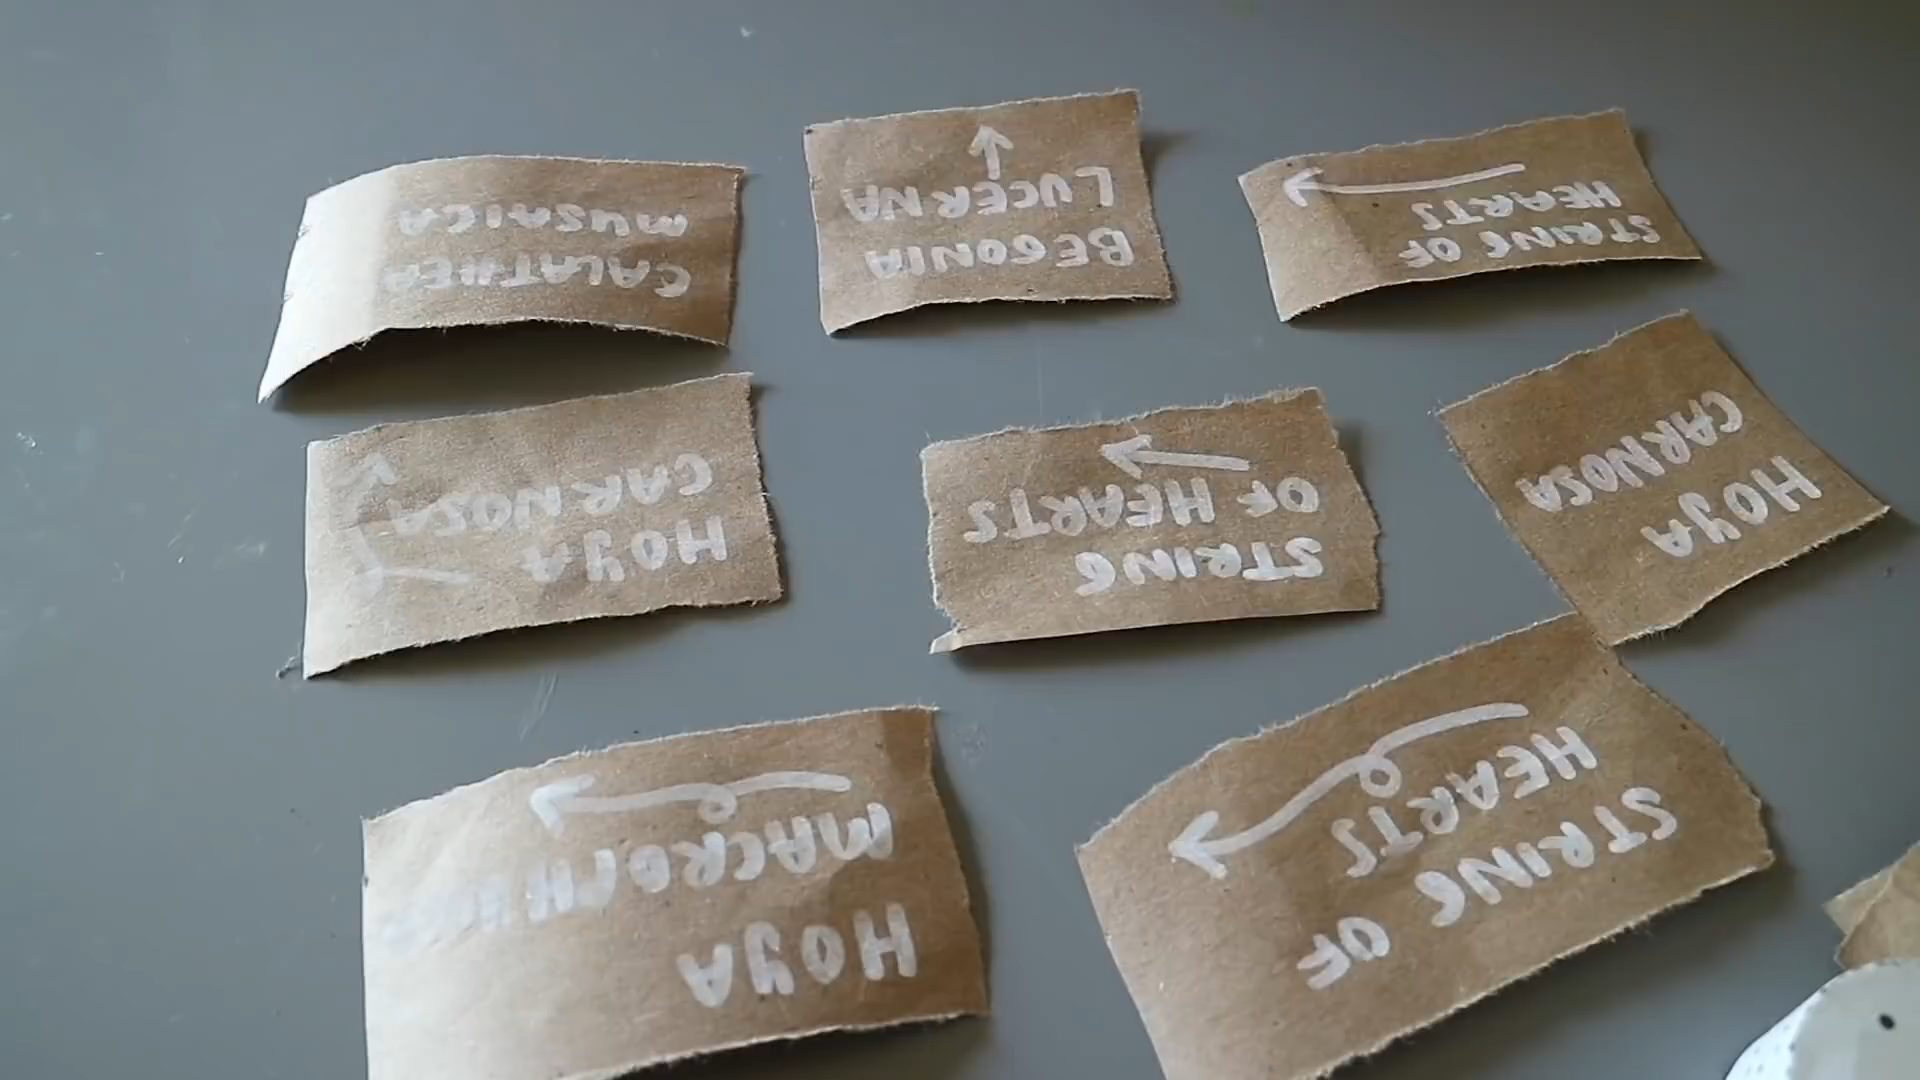 STRING OF
HEARTS
HOYA
HOYA
CARNOSA
STRING
OF HEARTS
HOYA
CARNOSA
STRING OF
HEARTS
BEGONIA
LUCERNA
CALATHEA
MUSAICA